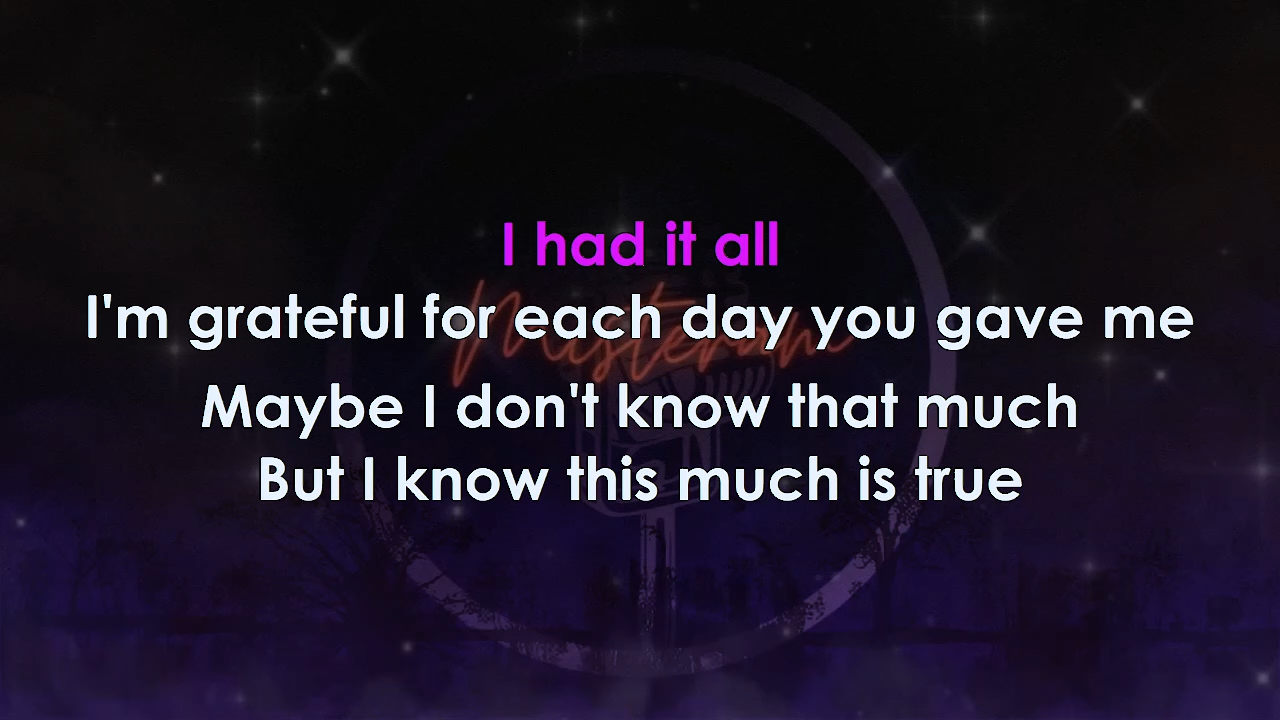 I had it all
I'm grateful for each day you gave me
Maybe I don't know that much
But I know this much is true